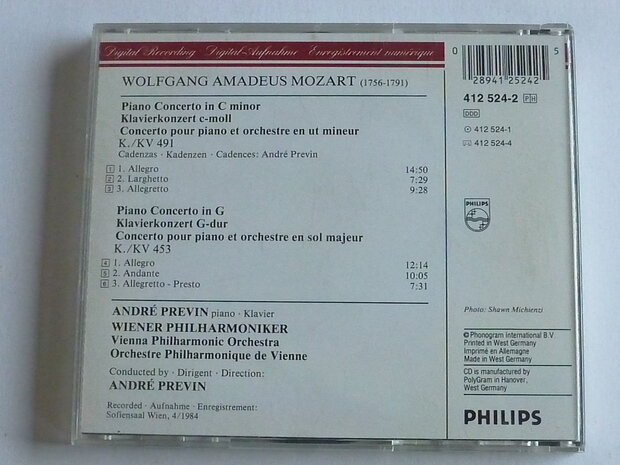 Digital Recording Digital-Aufnahme Enregistrement numérique
WOLFGANG AMADEUS MOZART (1756-1791)
Piano Concerto in C minor
Klavierkonzert c-moll
Concerto pour piano et orchestre en ut mineur
K./KV 491
Cadenzas · Kadenzen · Cadences: André Previn
1 1. Allegro 14:50
2 2. Larghetto 7:29
3 3. Allegretto 9:28
Piano Concerto in G
Klavierkonzert G-dur
Concerto pour piano et orchestre en sol majeur
K./KV 453
4 1. Allegro 12:14
5 2. Andante 10:05
6 3. Allegretto - Presto 7:31
ANDRÉ PREVIN piano · Klavier
WIENER PHILHARMONIKER
Vienna Philharmonic Orchestra
Orchestre Philharmonique de Vienne
Conducted by · Dirigent · Direction:
ANDRÉ PREVIN
Recorded · Aufnahme · Enregistrement:
Sofiensaal Wien, 4/1984
0 5
28941 25242
412 524-2 P|H
DDD
412 524-1
412 524-4
PHILIPS
Photo: Shawn Michienzi
℗ Phonogram International B.V.
Printed in West Germany
Imprimé en Allemagne
Made in West Germany
CD is manufactured by
PolyGram in Hanover,
West Germany
PHILIPS